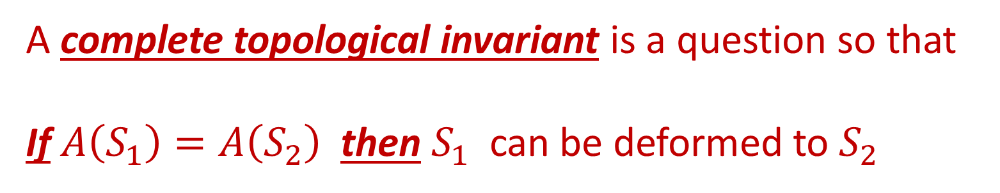 A complete topological invariant is a question so that
If A(S₁) = A(S₂) then S₁ can be deformed to S₂